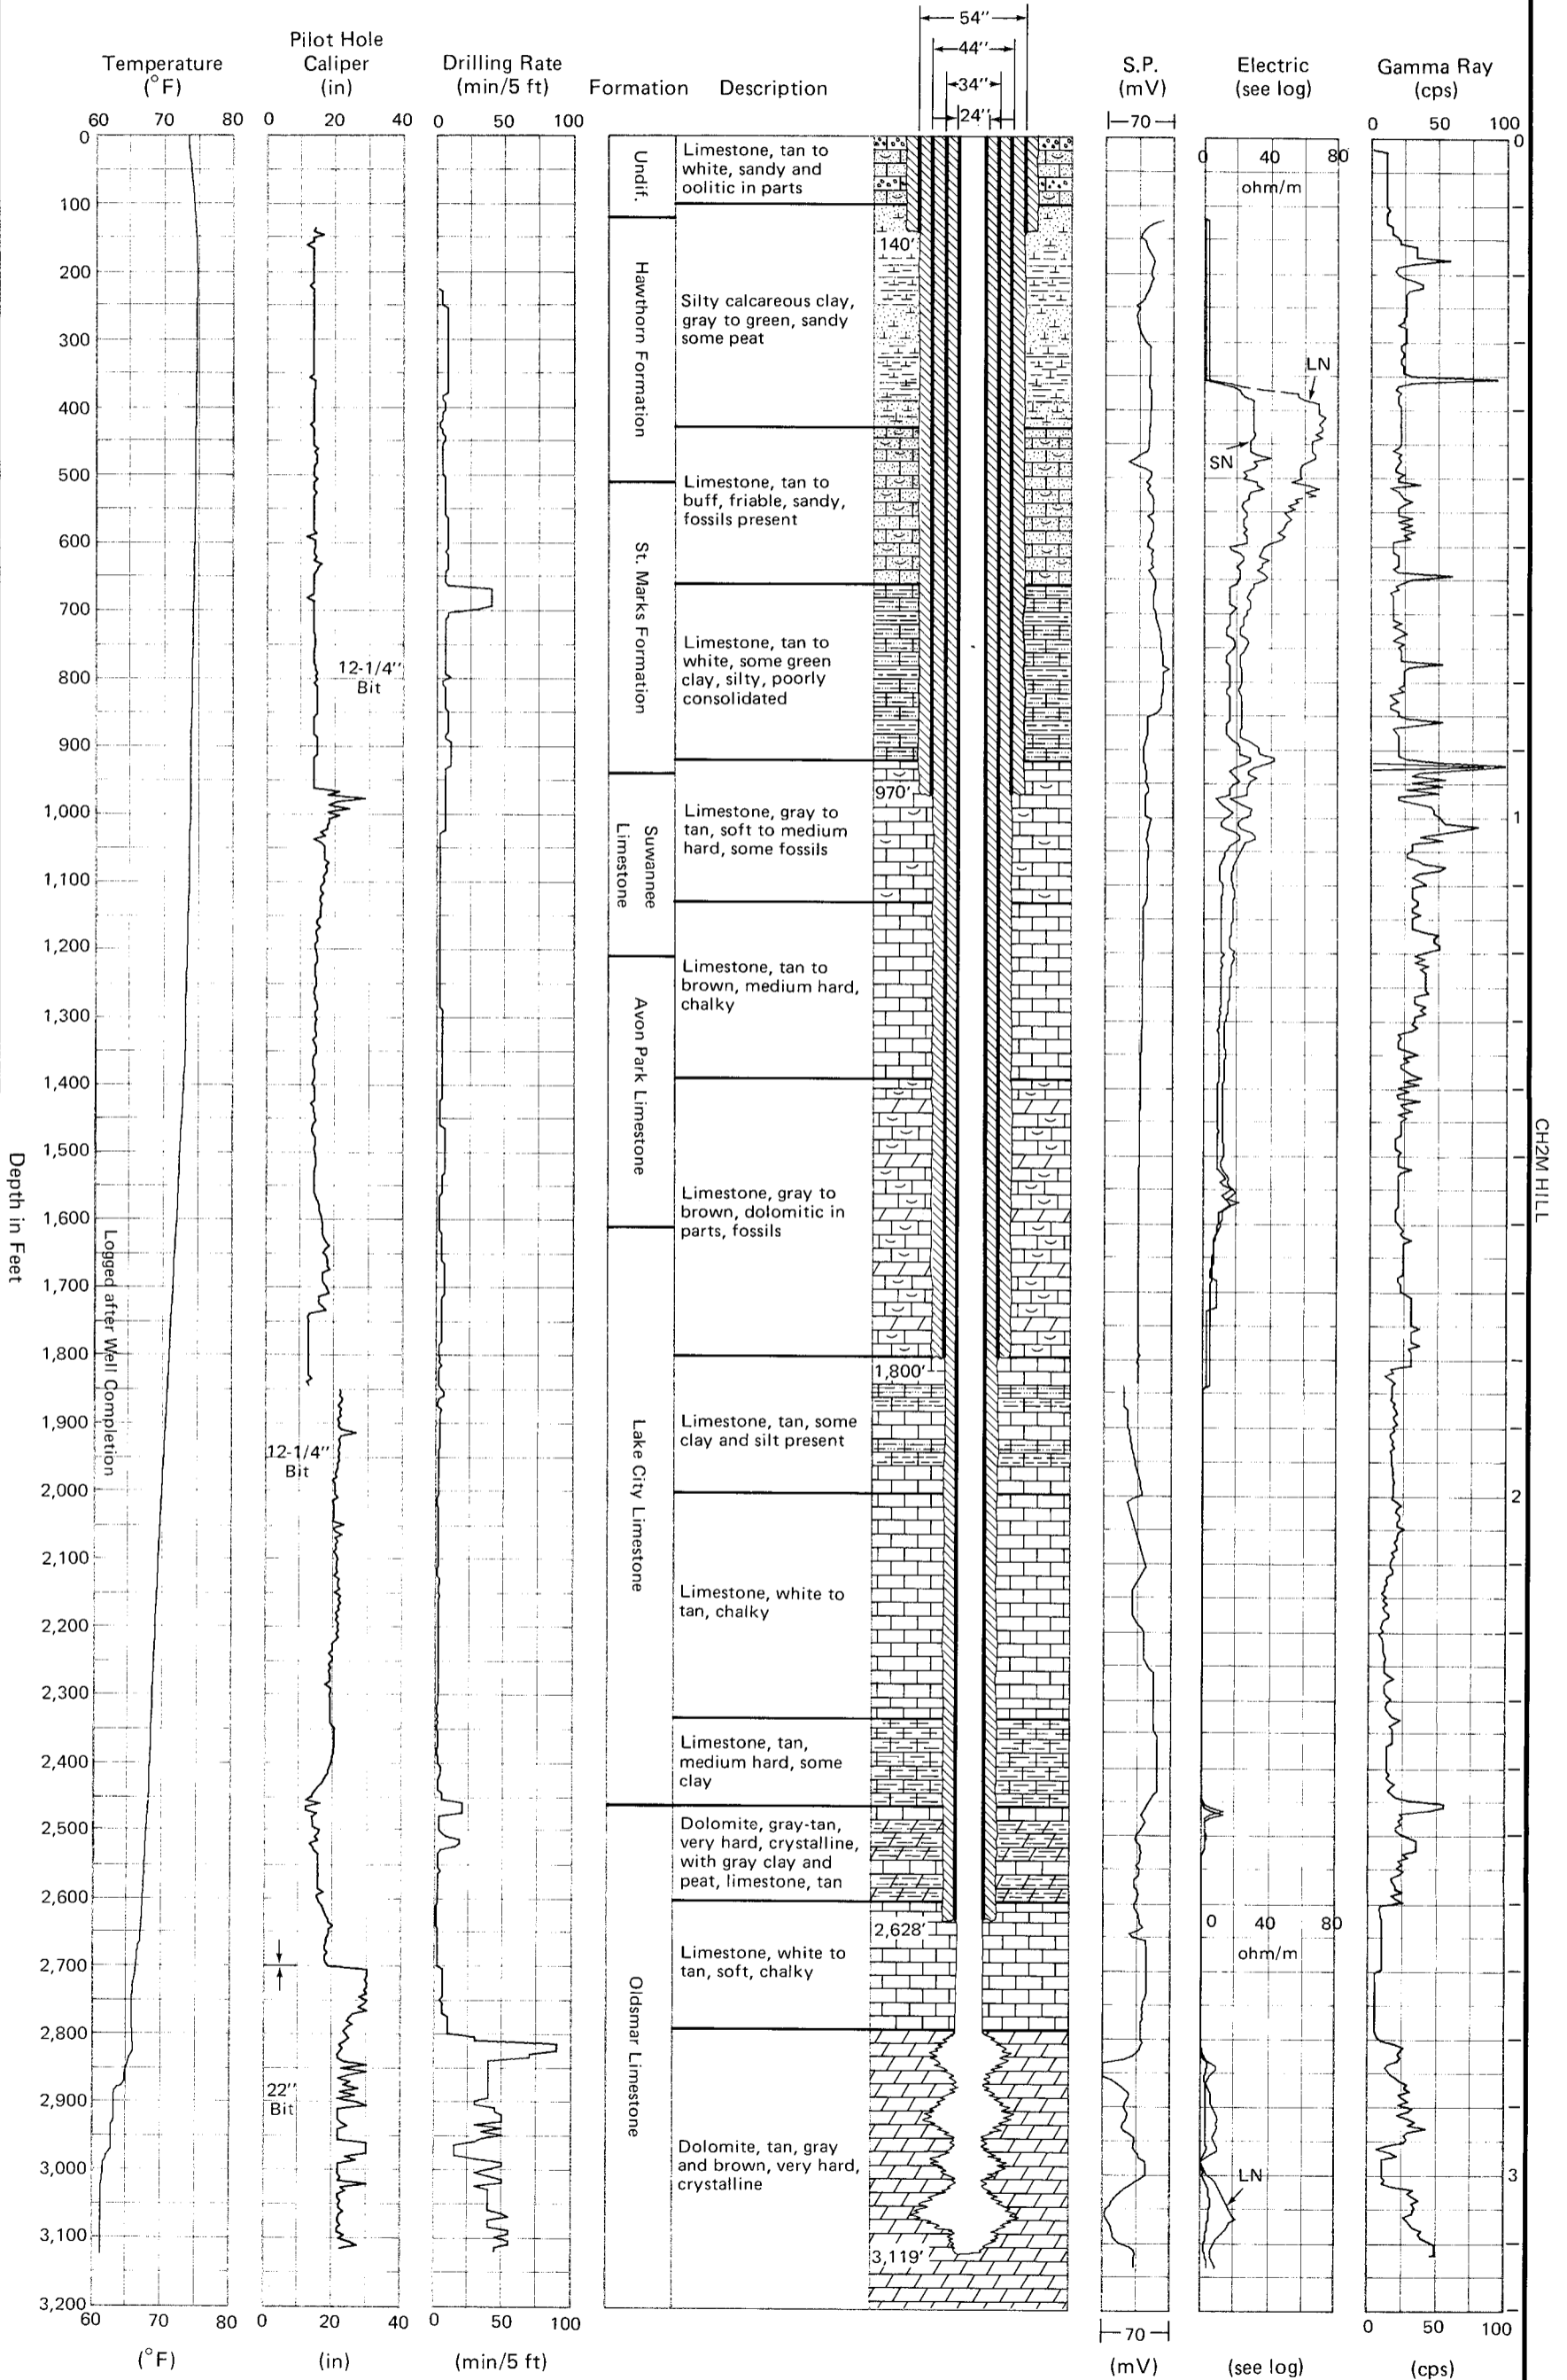 54''
44''
34''
24''
Temperature
(°F)
Pilot Hole
Caliper
(in)
Drilling Rate
(min/5 ft)
Formation
Description
S.P.
(mV)
Electric
(see log)
Gamma Ray
(cps)
60 70 80
0 20 40
0 50 100
70
0 40 80
ohm/m
0 50 100
0
100
200
300
400
500
600
700
800
900
1,000
1,100
1,200
1,300
1,400
1,500
1,600
1,700
1,800
1,900
2,000
2,100
2,200
2,300
2,400
2,500
2,600
2,700
2,800
2,900
3,000
3,100
3,200
Depth in Feet
Logged after Well Completion
12-1/4''
Bit
12-1/4''
Bit
22''
Bit
Undif.
Hawthorn Formation
St. Marks Formation
Suwannee
Limestone
Avon Park Limestone
Lake City Limestone
Oldsmar Limestone
Limestone, tan to
white, sandy and
oolitic in parts
Silty calcareous clay,
gray to green, sandy
some peat
Limestone, tan to
buff, friable, sandy,
fossils present
Limestone, tan to
white, some green
clay, silty, poorly
consolidated
Limestone, gray to
tan, soft to medium
hard, some fossils
Limestone, tan to
brown, medium hard,
chalky
Limestone, gray to
brown, dolomitic in
parts, fossils
Limestone, tan, some
clay and silt present
Limestone, white to
tan, chalky
Limestone, tan,
medium hard, some
clay
Dolomite, gray-tan,
very hard, crystalline,
with gray clay and
peat, limestone, tan
Limestone, white to
tan, soft, chalky
Dolomite, tan, gray
and brown, very hard,
crystalline
140'
970'
1,800'
2,628'
3,119'
LN
SN
0 40 80
ohm/m
LN
0
1
2
3
CH2M HILL
60 70 80
(°F)
0 20 40
(in)
0 50 100
(min/5 ft)
70
(mV)
(see log)
0 50 100
(cps)